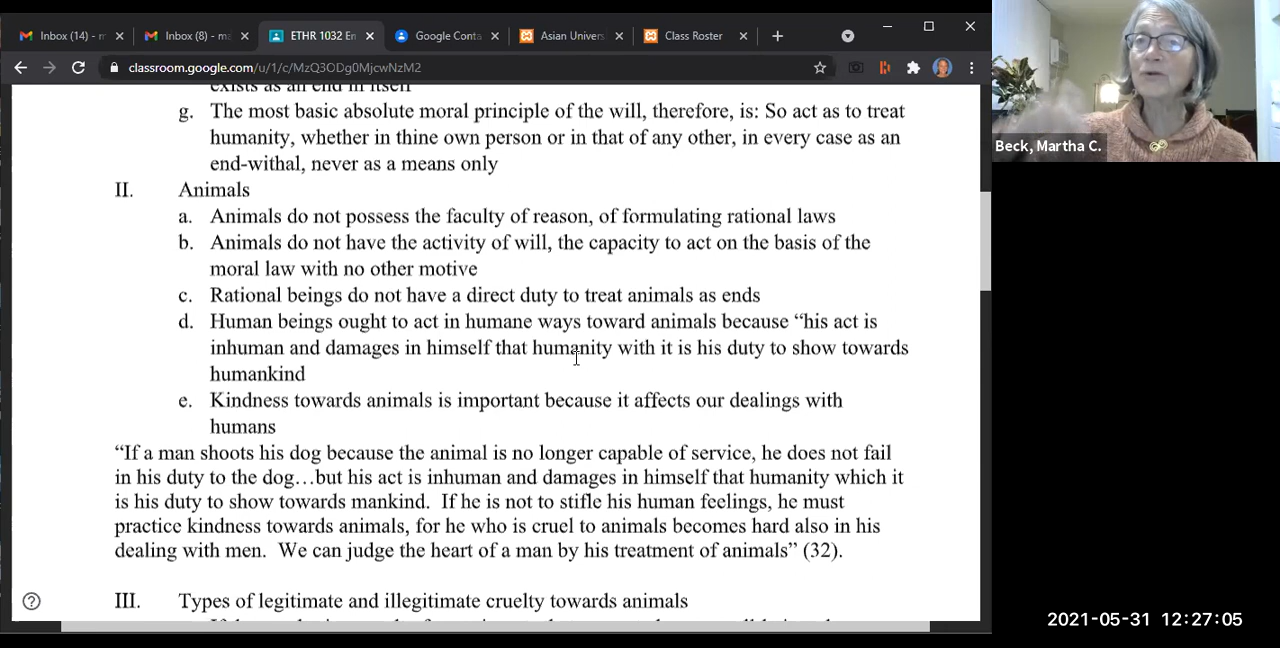 Inbox (14) - r
Inbox (8) - ma
ETHR 1032 En
Google Conta
Asian Univers
Class Roster
classroom.google.com/u/1/c/MzQ3ODg0MjcwNzM2
exists as an end in itself
g. The most basic absolute moral principle of the will, therefore, is: So act as to treat
humanity, whether in thine own person or in that of any other, in every case as an
end-withal, never as a means only
II. Animals
a. Animals do not possess the faculty of reason, of formulating rational laws
b. Animals do not have the activity of will, the capacity to act on the basis of the
moral law with no other motive
c. Rational beings do not have a direct duty to treat animals as ends
d. Human beings ought to act in humane ways toward animals because “his act is
inhuman and damages in himself that humanity with it is his duty to show towards
humankind
e. Kindness towards animals is important because it affects our dealings with
humans
“If a man shoots his dog because the animal is no longer capable of service, he does not fail
in his duty to the dog…but his act is inhuman and damages in himself that humanity which it
is his duty to show towards mankind.  If he is not to stifle his human feelings, he must
practice kindness towards animals, for he who is cruel to animals becomes hard also in his
dealing with men.  We can judge the heart of a man by his treatment of animals” (32).
III. Types of legitimate and illegitimate cruelty towards animals
Beck, Martha C.
2021-05-31 12:27:05